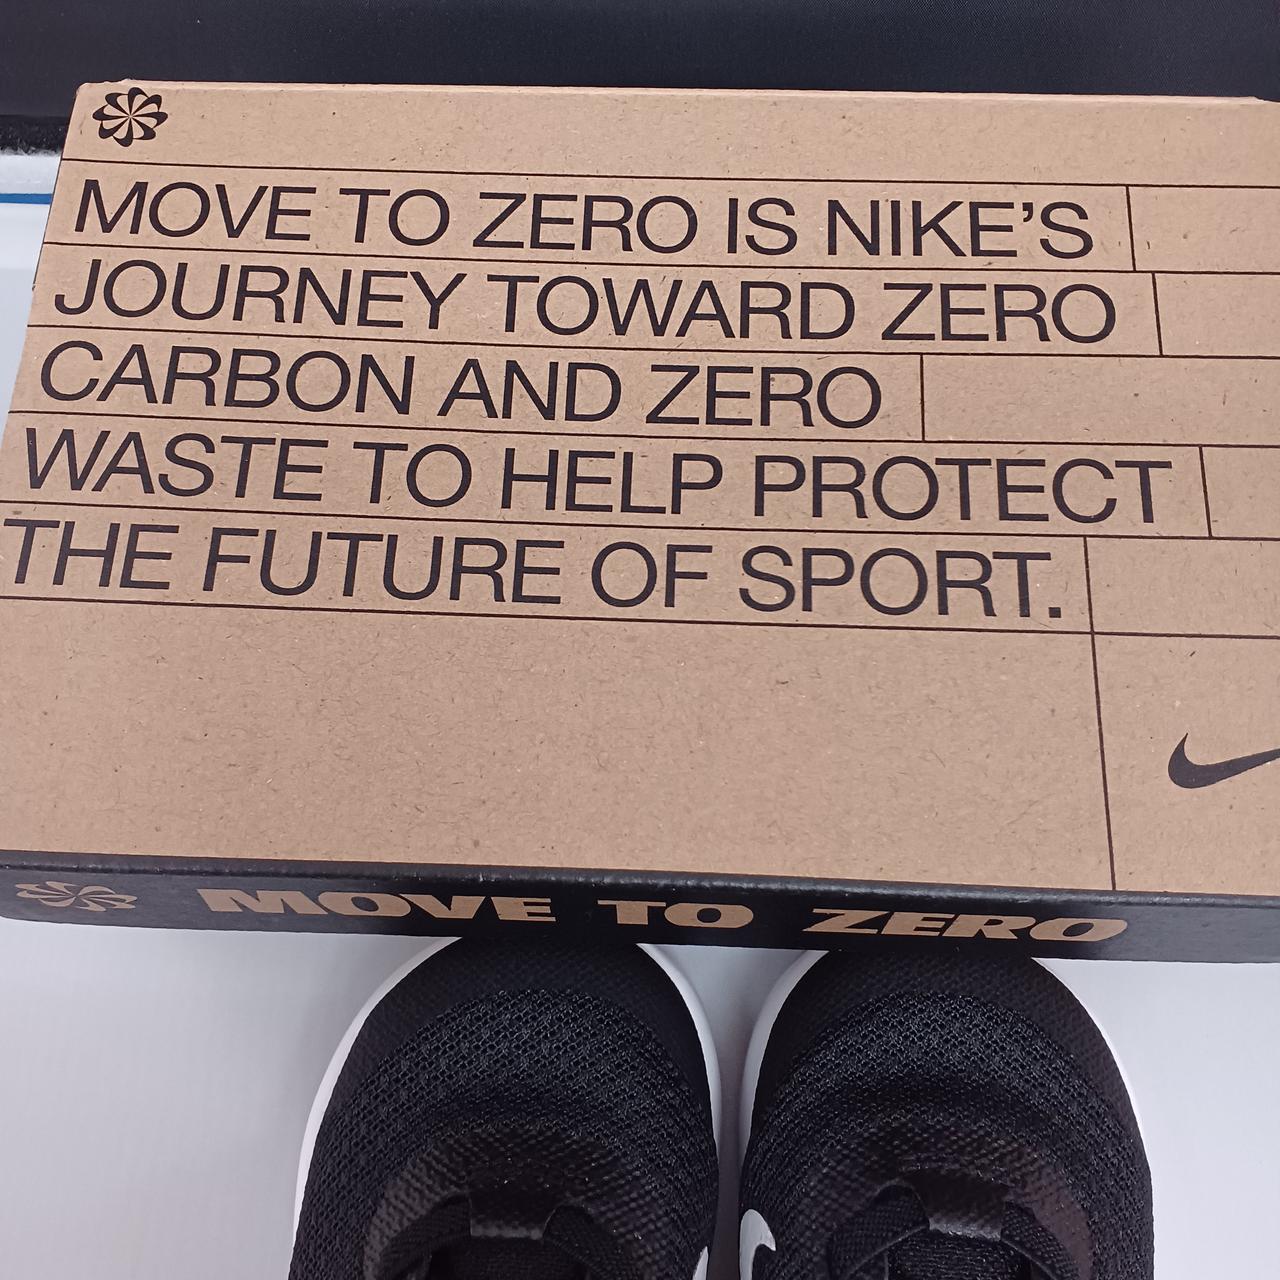 MOVE TO ZERO IS NIKE’S
JOURNEY TOWARD ZERO
CARBON AND ZERO
WASTE TO HELP PROTECT
THE FUTURE OF SPORT.
MOVE TO ZERO